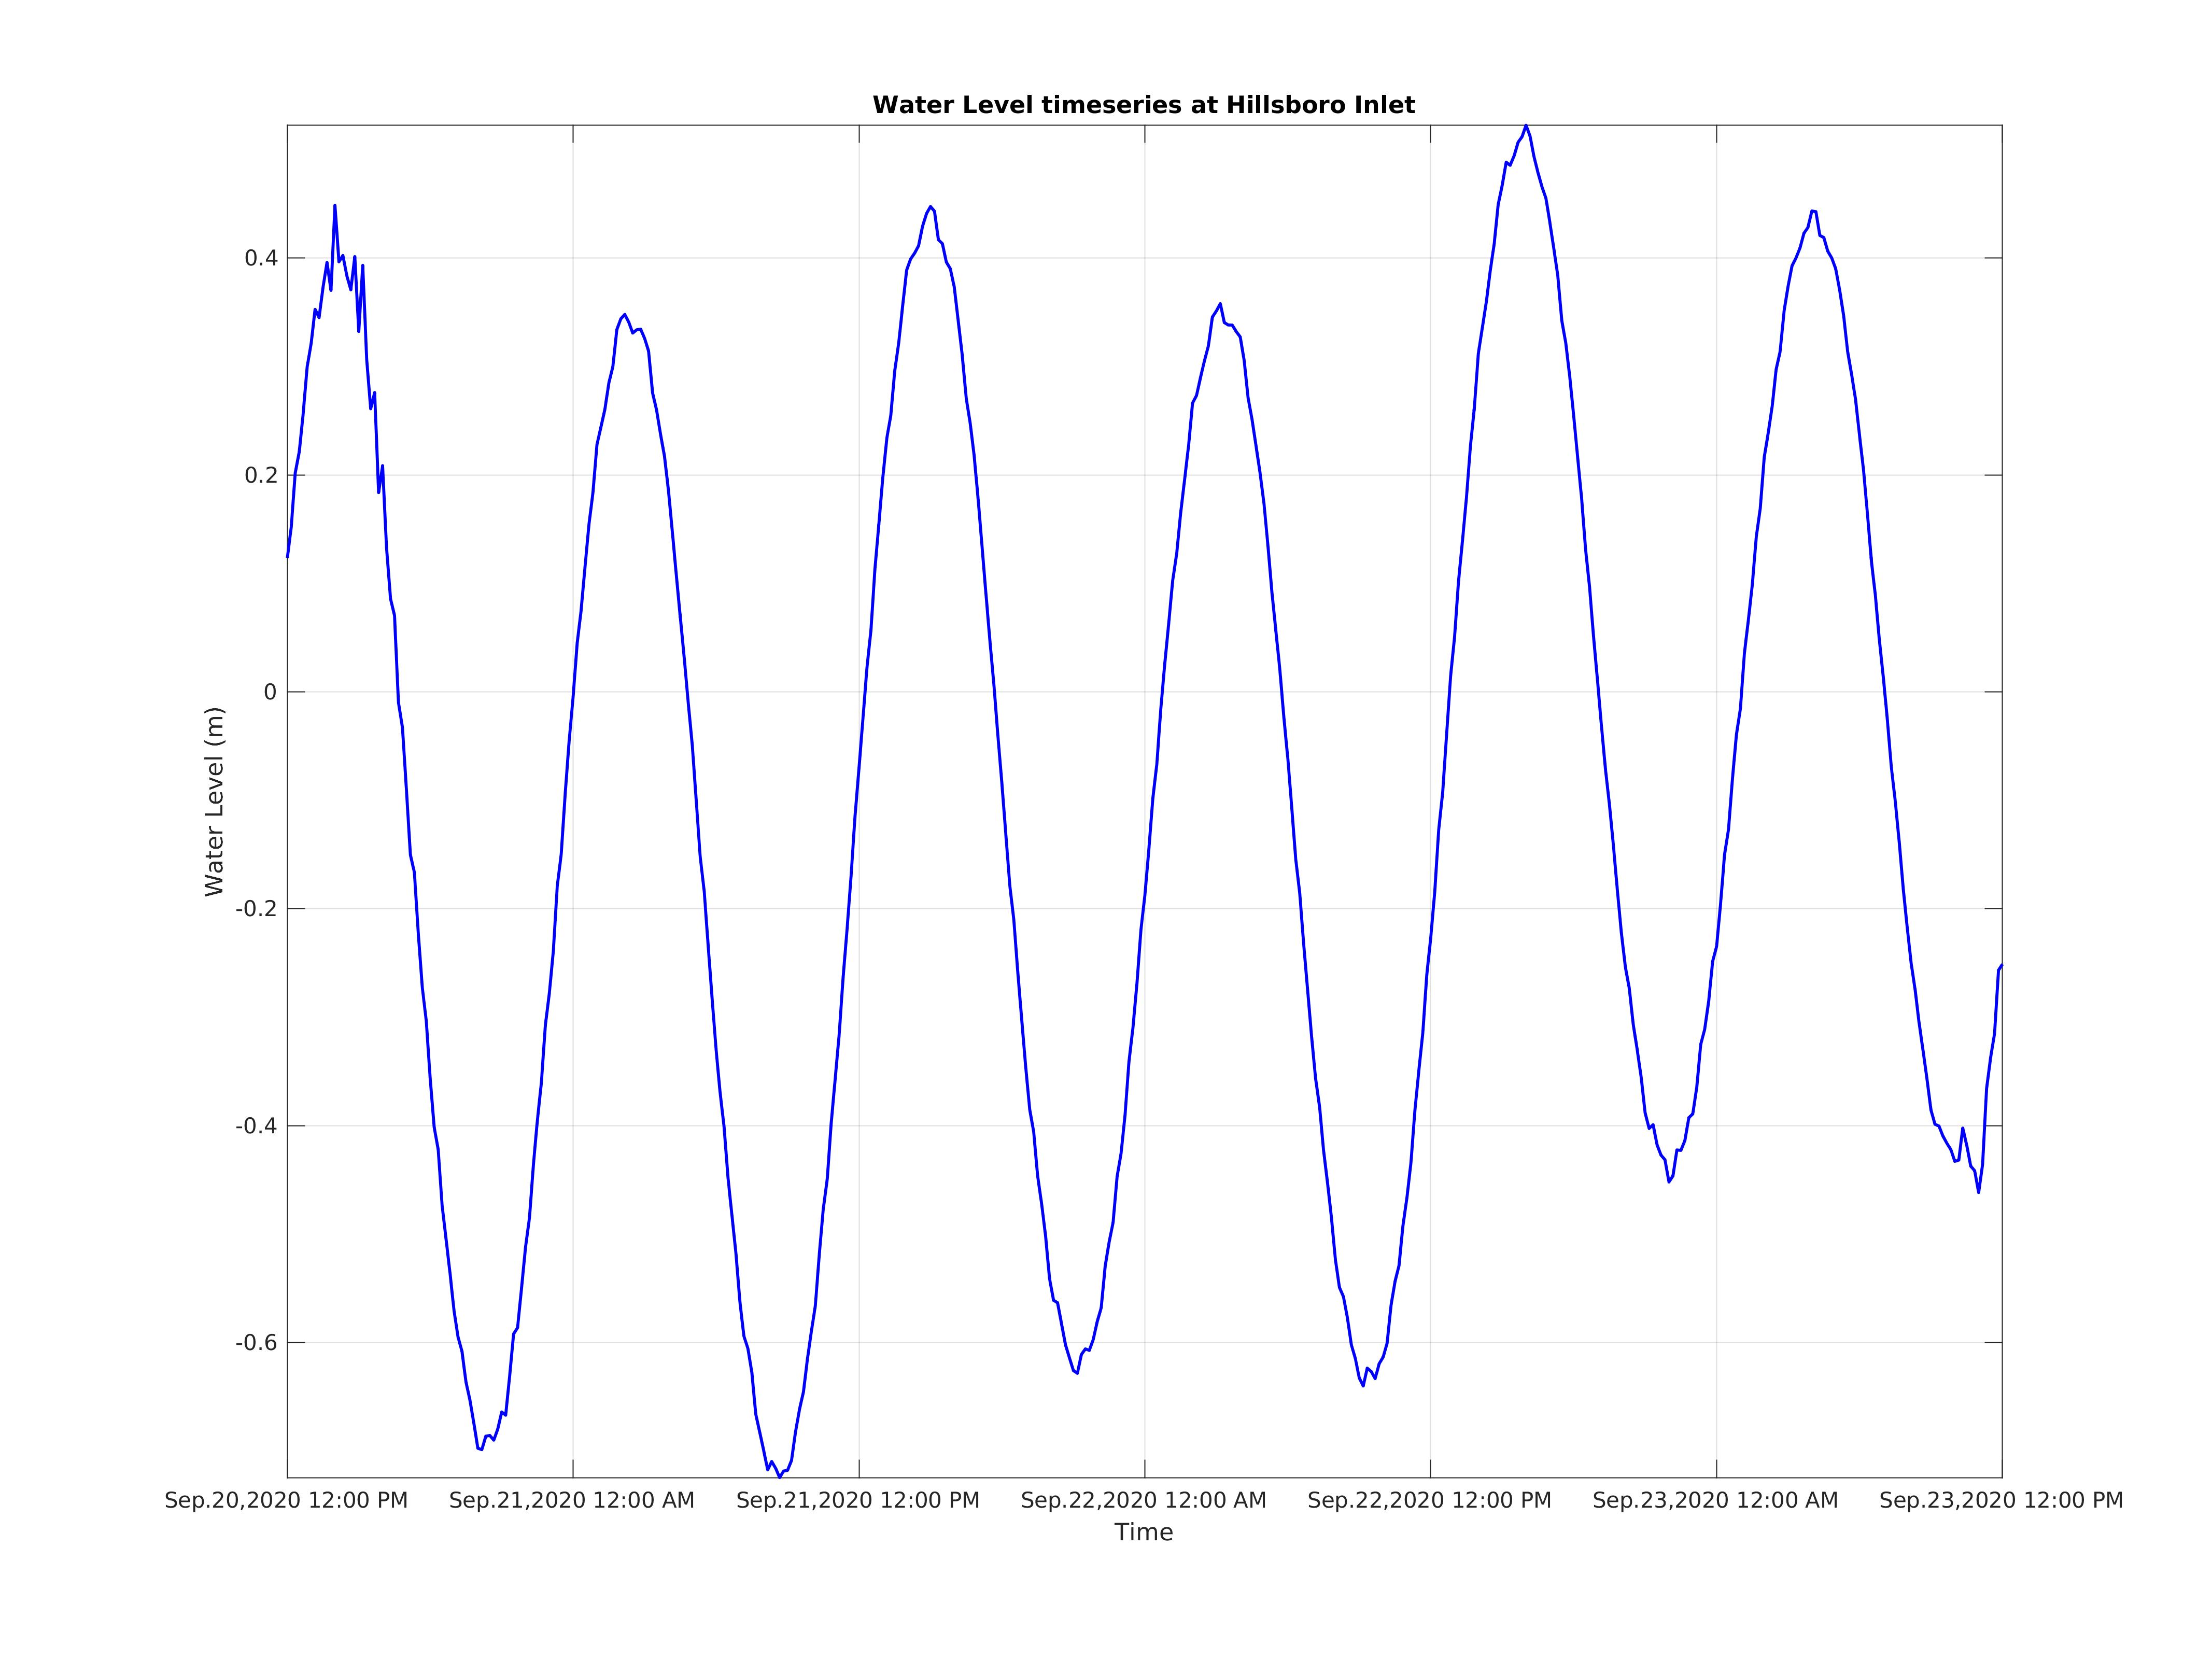 Water Level timeseries at Hillsboro Inlet
0.4
0.2
0
-0.2
-0.4
-0.6
Water Level (m)
Sep.20,2020 12:00 PM
Sep.21,2020 12:00 AM
Sep.21,2020 12:00 PM
Sep.22,2020 12:00 AM
Sep.22,2020 12:00 PM
Sep.23,2020 12:00 AM
Sep.23,2020 12:00 PM
Time